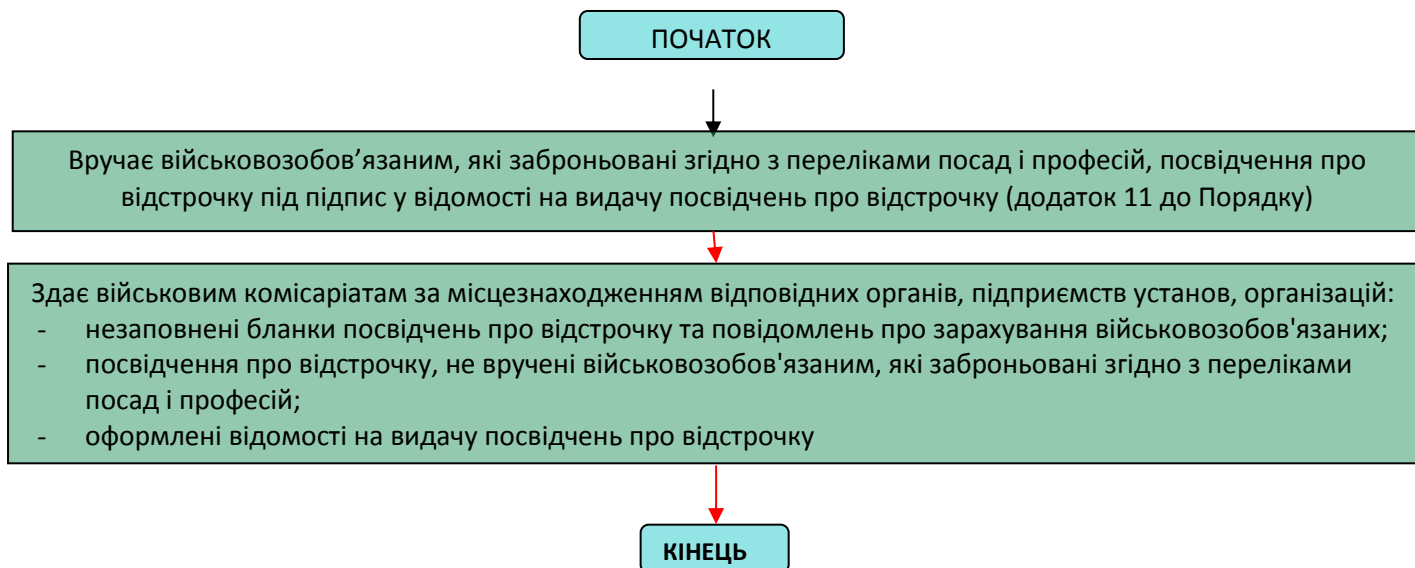 ПОЧАТОК
Вручає військовозобов’язаним, які заброньовані згідно з переліками посад і професій, посвідчення про
відстрочку під підпис у відомості на видачу посвідчень про відстрочку (додаток 11 до Порядку)
Здає військовим комісаріатам за місцезнаходженням відповідних органів, підприємств установ, організацій:
- незаповнені бланки посвідчень про відстрочку та повідомлень про зарахування військовозобов'язаних;
- посвідчення про відстрочку, не вручені військовозобов'язаним, які заброньовані згідно з переліками
посад і професій;
- оформлені відомості на видачу посвідчень про відстрочку
КІНЕЦЬ